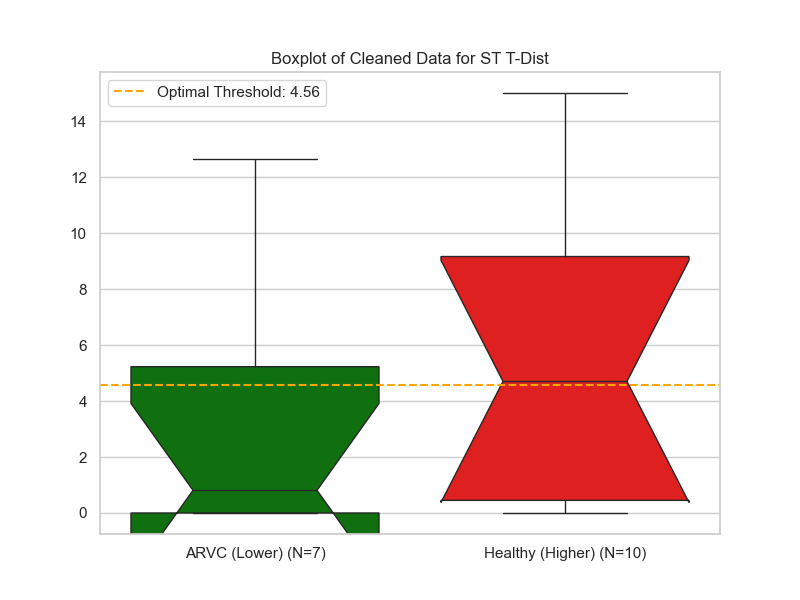 Boxplot of Cleaned Data for ST T-Dist
Optimal Threshold: 4.56
14
12
10
8
6
4
2
0
ARVC (Lower) (N=7)
Healthy (Higher) (N=10)